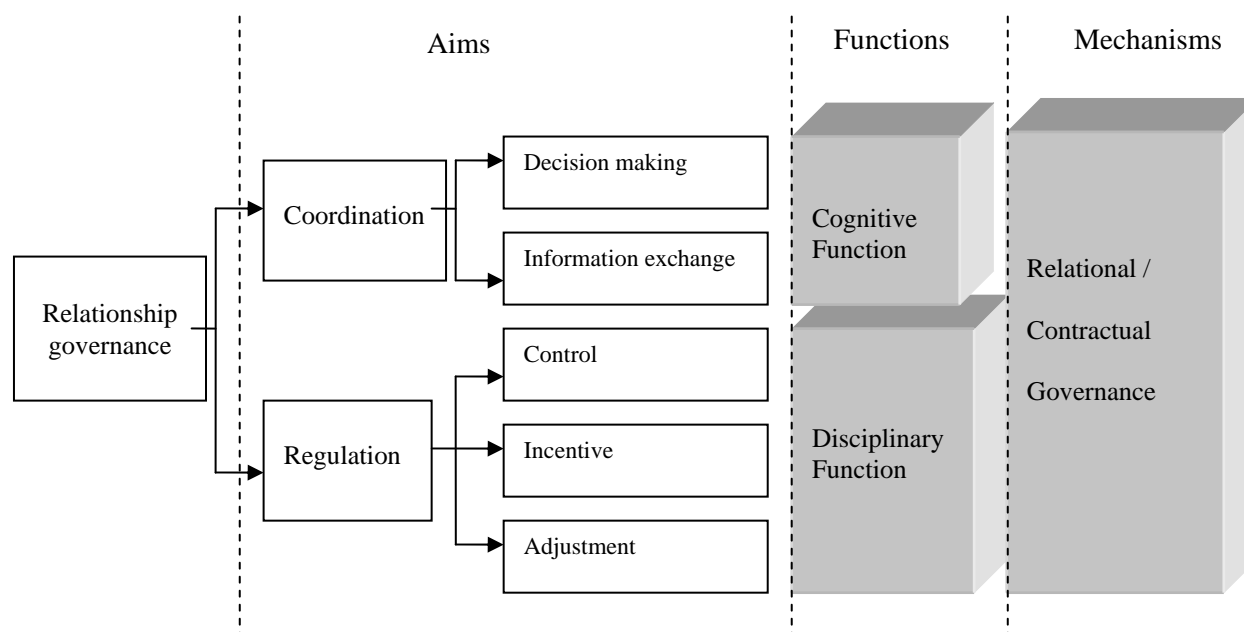 Aims
Functions
Mechanisms
Relationship
governance
Coordination
Regulation
Decision making
Information exchange
Control
Incentive
Adjustment
Cognitive
Function
Disciplinary
Function
Relational /
Contractual
Governance